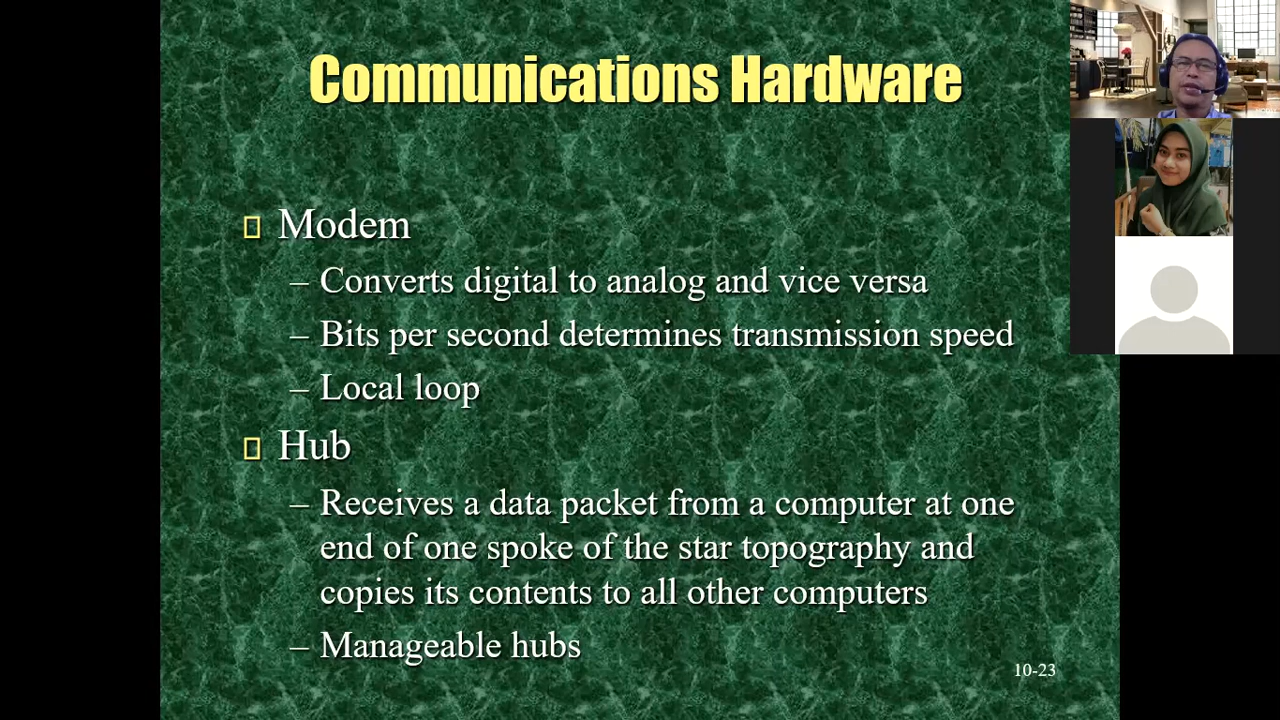 Communications Hardware
Modem
– Converts digital to analog and vice versa
– Bits per second determines transmission speed
– Local loop
Hub
– Receives a data packet from a computer at one
end of one spoke of the star topography and
copies its contents to all other computers
– Manageable hubs
10-23